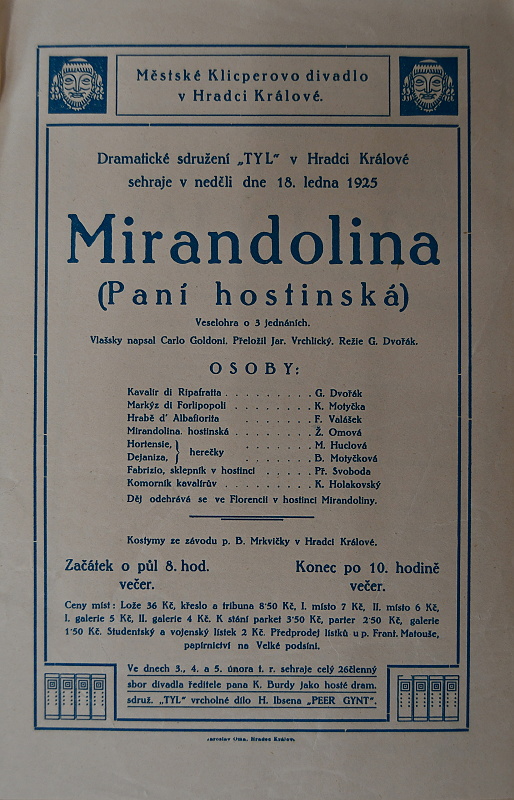 Městské Klicperovo divadlo
v Hradci Králové.
Dramatické sdružení „TYL“ v Hradci Králové
sehraje v neděli dne 18. ledna 1925
Mirandolina
(Paní hostinská)
Veselohra o 3 jednáních.
Vlašsky napsal Carlo Goldoni. Přeložil Jar. Vrchlický. Režie G. Dvořák.
OSOBY:
Kavalír di Ripafratta . . . . . . . . . G. Dvořák
Markýz di Forlipopoli . . . . . . . . K. Motyčka
Hrabě d' Albafiorita . . . . . . . . . F. Valášek
Mirandolina, hostinská . . . . . . . . Ž. Omová
Hortensie, } herečky . . . . . . . . M. Huclová
Dejaniza, } . . . . . . . . B. Motyčková
Fabrizio, sklepník v hostinci . . . . . Př. Svoboda
Komorník kavalírův . . . . . . . . K. Holakovský
Děj odehrává se ve Florencii v hostinci Mirandoliny.
Kostymy ze závodu p. B. Mrkvičky v Hradci Králové.
Začátek o půl 8. hod. večer.
Konec po 10. hodině večer.
Ceny míst: Lože 36 Kč, křeslo a tribuna 8·50 Kč, I. místo 7 Kč, II. místo 6 Kč,
I. galerie 5 Kč, II. galerie 4 Kč. K stání parket 3·50 Kč, parter 2·50 Kč, galerie
1·50 Kč. Studentský a vojenský lístek 2 Kč. Předprodej lístků u p. Frant. Matouše,
papírnictví na Velké podsíni.
Ve dnech 3., 4. a 5. února t. r. sehraje celý 26členný
sbor divadla ředitele pana K. Burdy jako hosté dram.
sdruž. „TYL“ vrcholné dílo H. Ibsena „PEER GYNT“.